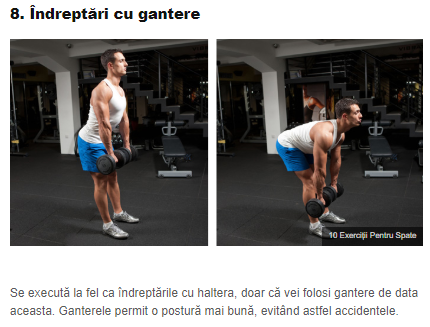 8. Îndreptări cu gantere
10 Exerciții Pentru Spate
Se execută la fel ca îndreptările cu haltera, doar că vei folosi gantere de data
aceasta. Ganterele permit o postură mai bună, evitând astfel accidentele.